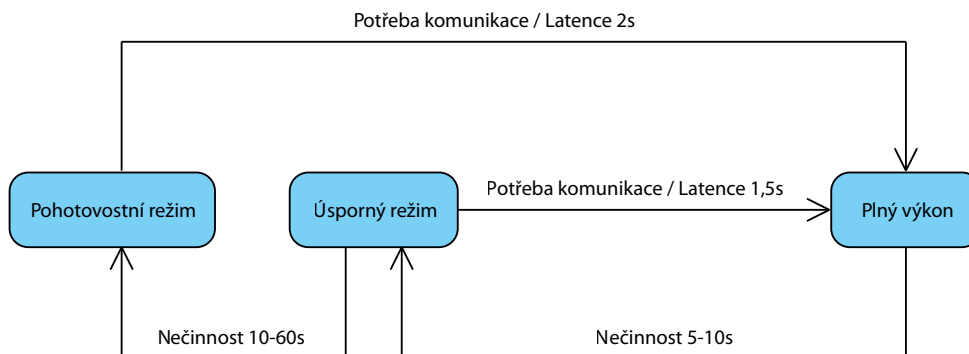 Potřeba komunikace / Latence 2s
Potřeba komunikace / Latence 1,5s
Pohotovostní režim
Úsporný režim
Plný výkon
Nečinnost 10-60s
Nečinnost 5-10s